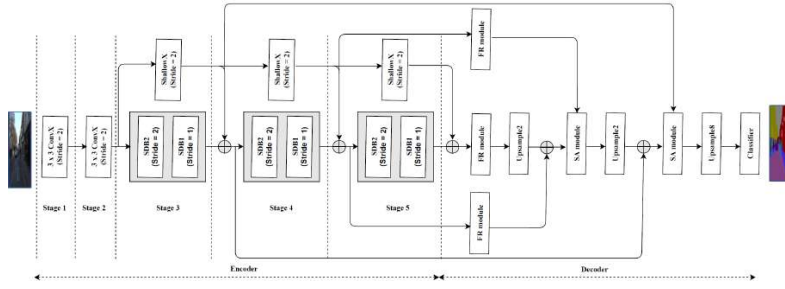 ShallowX
(Stride = 2)
ShallowX
(Stride = 2)
ShallowX
(Stride = 2)
FR module
3 x 3 ConvX
(Stride = 2)
3 x 3 ConvX
(Stride = 2)
SDB2
(Stride = 2)
SDB1
(Stride = 1)
SDB2
(Stride = 2)
SDB1
(Stride = 1)
SDB2
(Stride = 2)
SDB1
(Stride = 1)
FR module
Upsample2
SA module
Upsample2
SA module
Upsample8
Classifier
FR module
Stage 1
Stage 2
Stage 3
Stage 4
Stage 5
Encoder
Decoder